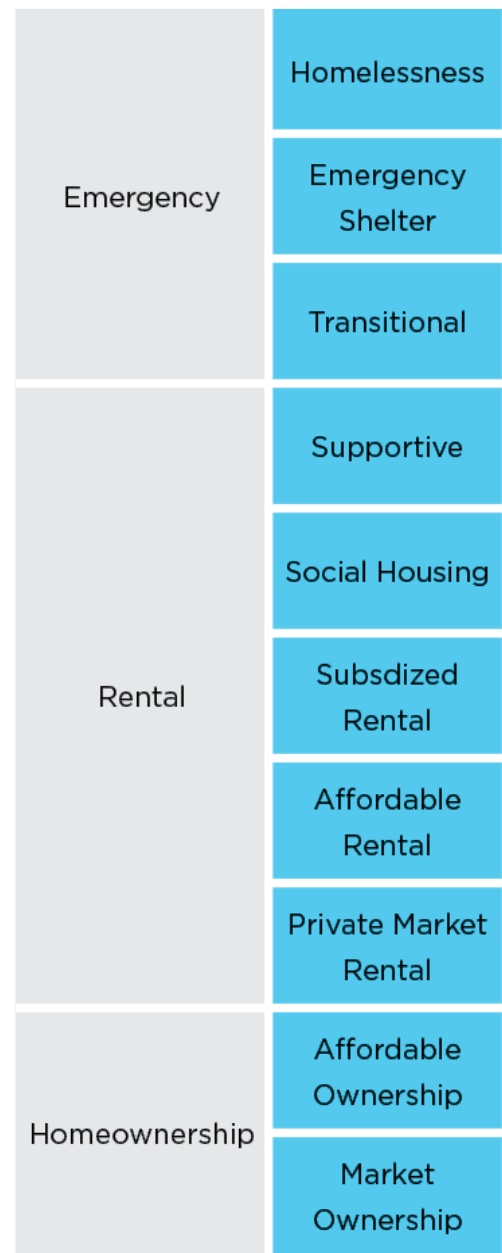 Emergency
Homelessness
Emergency
Shelter
Transitional
Rental
Supportive
Social Housing
Subsdized
Rental
Affordable
Rental
Private Market
Rental
Homeownership
Affordable
Ownership
Market
Ownership